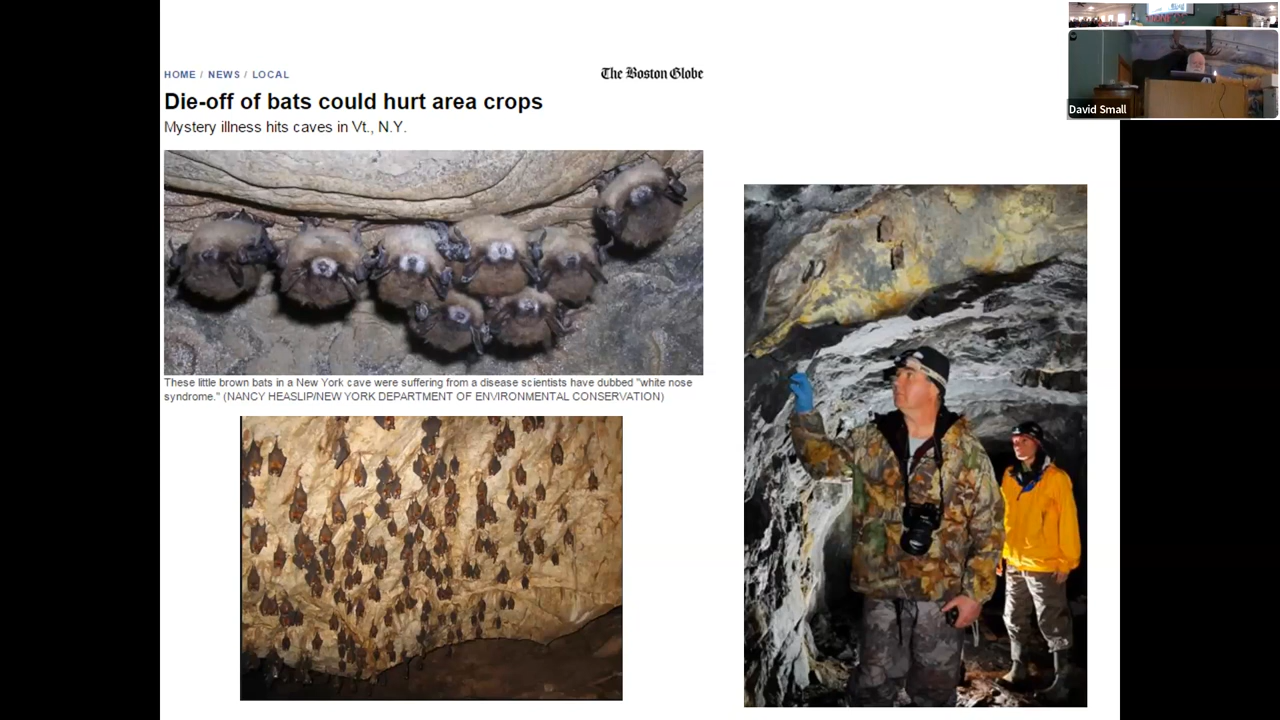 HOME / NEWS / LOCAL
The Boston Globe
Die-off of bats could hurt area crops
Mystery illness hits caves in Vt., N.Y.
These little brown bats in a New York cave were suffering from a disease scientists have dubbed "white nose
syndrome." (NANCY HEASLIP/NEW YORK DEPARTMENT OF ENVIRONMENTAL CONSERVATION)
David Small